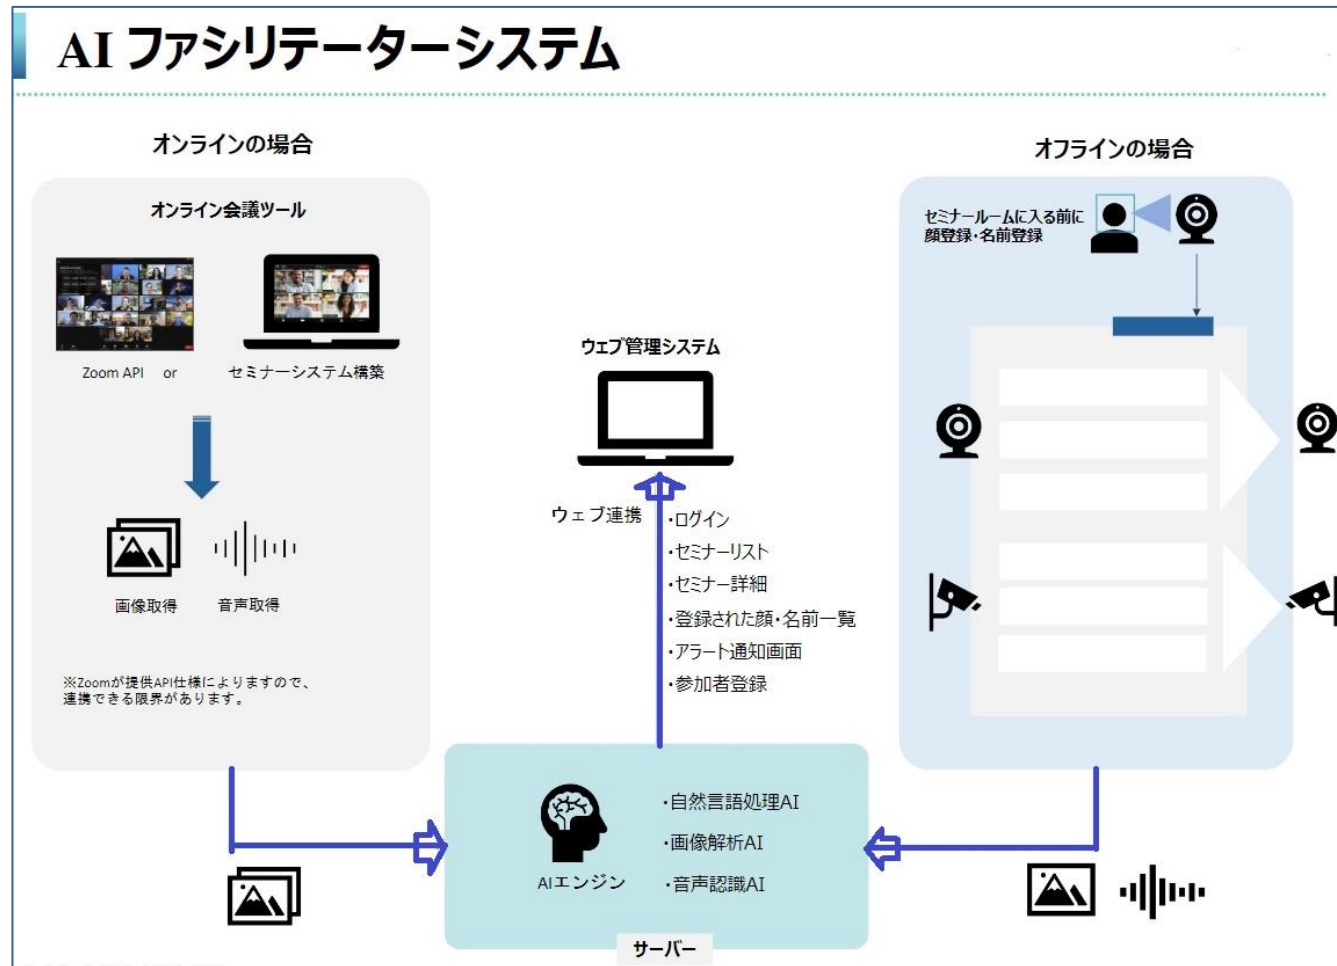 AI ファシリテーターシステム
オンラインの場合
オンライン会議ツール
Zoom API or セミナーシステム構築
画像取得 音声取得
※Zoomが提供API仕様によりますので、
連携できる限界があります。
ウェブ管理システム
ウェブ連携
・ログイン
・セミナーリスト
・セミナー詳細
・登録された顔・名前一覧
・アラート通知画面
・参加者登録
オフラインの場合
セミナールームに入る前に
顔登録・名前登録
AIエンジン
・自然言語処理AI
・画像解析AI
・音声認識AI
サーバー